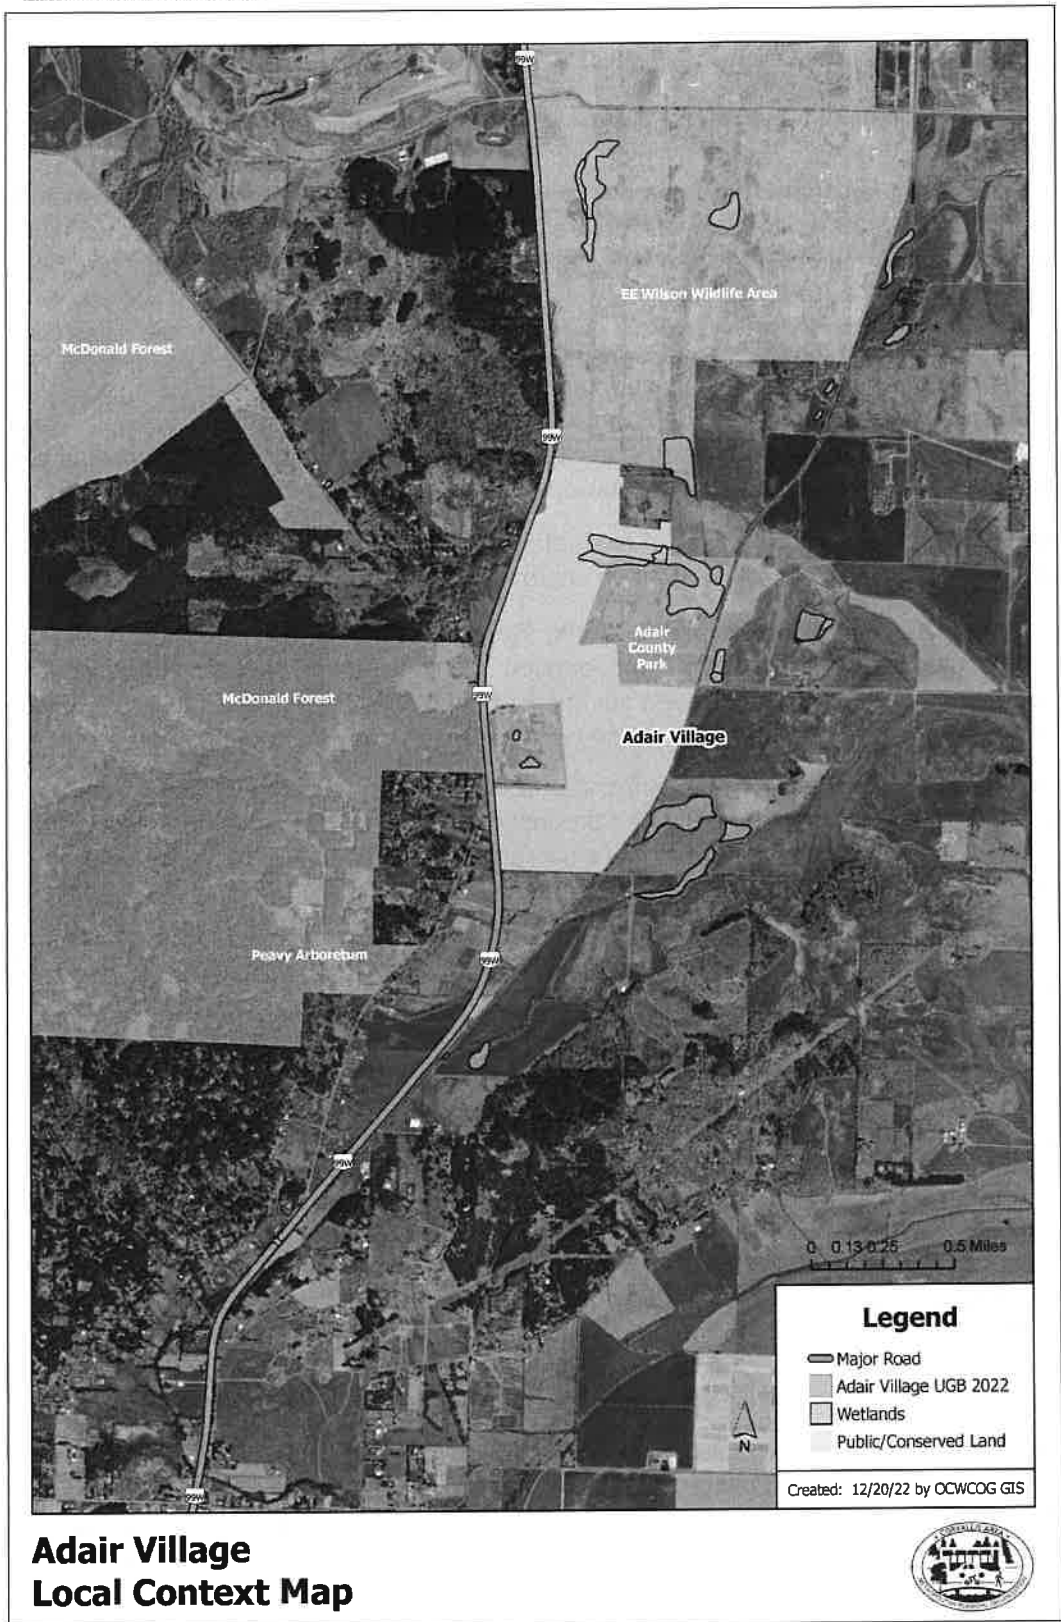 99W
EE Wilson Wildlife Area
McDonald Forest
99W
Adair
County
Park
McDonald Forest
99W
Adair Village
Peavy Arboretum
99W
99W
0 0.13 0.25 0.5 Miles
Legend
Major Road
Adair Village UGB 2022
Wetlands
Public/Conserved Land
N
Created: 12/20/22 by OCWCOG GIS
99W
Adair Village
Local Context Map
CORVALLIS AREA